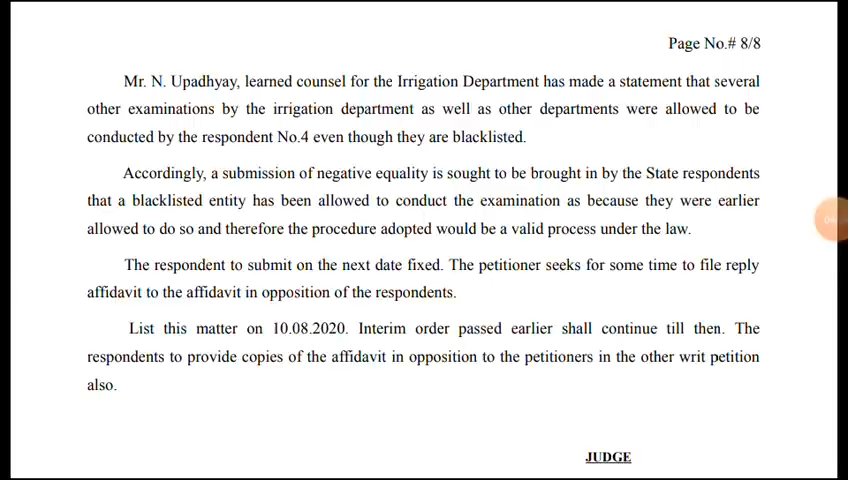 Page No.# 8/8
Mr. N. Upadhyay, learned counsel for the Irrigation Department has made a statement that several
other examinations by the irrigation department as well as other departments were allowed to be
conducted by the respondent No.4 even though they are blacklisted.
Accordingly, a submission of negative equality is sought to be brought in by the State respondents
that a blacklisted entity has been allowed to conduct the examination as because they were earlier
allowed to do so and therefore the procedure adopted would be a valid process under the law.
The respondent to submit on the next date fixed. The petitioner seeks for some time to file reply
affidavit to the affidavit in opposition of the respondents.
List this matter on 10.08.2020. Interim order passed earlier shall continue till then. The
respondents to provide copies of the affidavit in opposition to the petitioners in the other writ petition
also.
JUDGE